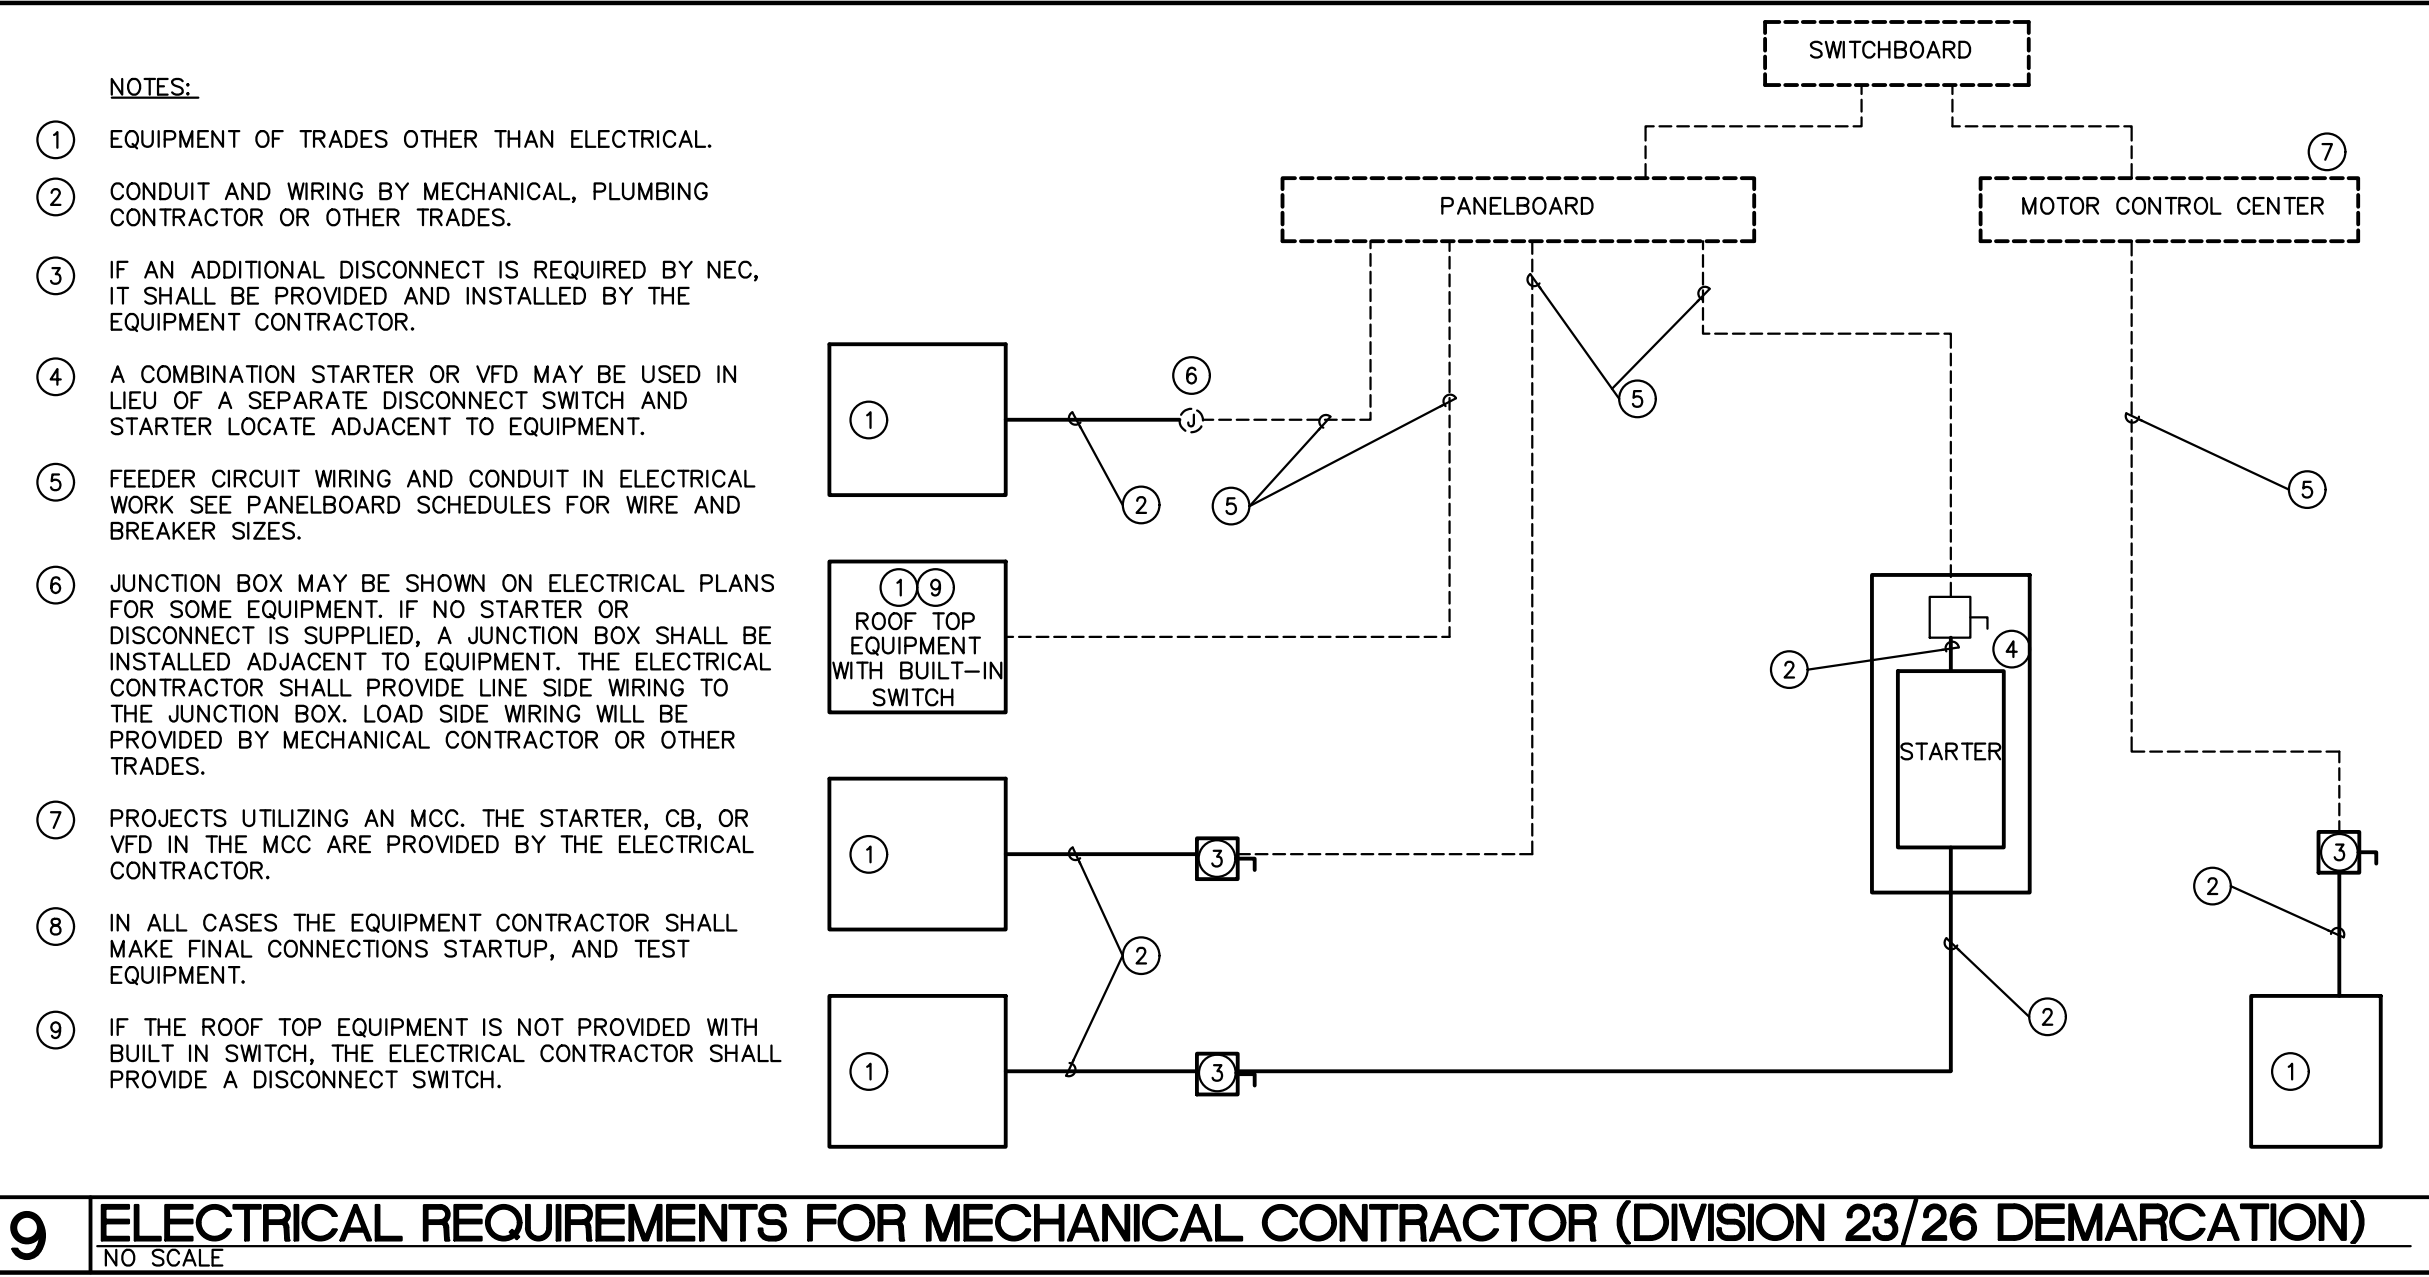 NOTES:
1 EQUIPMENT OF TRADES OTHER THAN ELECTRICAL.
2 CONDUIT AND WIRING BY MECHANICAL, PLUMBING
CONTRACTOR OR OTHER TRADES.
3 IF AN ADDITIONAL DISCONNECT IS REQUIRED BY NEC,
IT SHALL BE PROVIDED AND INSTALLED BY THE
EQUIPMENT CONTRACTOR.
4 A COMBINATION STARTER OR VFD MAY BE USED IN
LIEU OF A SEPARATE DISCONNECT SWITCH AND
STARTER LOCATE ADJACENT TO EQUIPMENT.
5 FEEDER CIRCUIT WIRING AND CONDUIT IN ELECTRICAL
WORK SEE PANELBOARD SCHEDULES FOR WIRE AND
BREAKER SIZES.
6 JUNCTION BOX MAY BE SHOWN ON ELECTRICAL PLANS
FOR SOME EQUIPMENT. IF NO STARTER OR
DISCONNECT IS SUPPLIED, A JUNCTION BOX SHALL BE
INSTALLED ADJACENT TO EQUIPMENT. THE ELECTRICAL
CONTRACTOR SHALL PROVIDE LINE SIDE WIRING TO
THE JUNCTION BOX. LOAD SIDE WIRING WILL BE
PROVIDED BY MECHANICAL CONTRACTOR OR OTHER
TRADES.
7 PROJECTS UTILIZING AN MCC. THE STARTER, CB, OR
VFD IN THE MCC ARE PROVIDED BY THE ELECTRICAL
CONTRACTOR.
8 IN ALL CASES THE EQUIPMENT CONTRACTOR SHALL
MAKE FINAL CONNECTIONS STARTUP, AND TEST
EQUIPMENT.
9 IF THE ROOF TOP EQUIPMENT IS NOT PROVIDED WITH
BUILT IN SWITCH, THE ELECTRICAL CONTRACTOR SHALL
PROVIDE A DISCONNECT SWITCH.
SWITCHBOARD
7
PANELBOARD
MOTOR CONTROL CENTER
6
5
1
J
2
5
5
1 9
ROOF TOP
EQUIPMENT
WITH BUILT-IN
SWITCH
4
2
STARTER
1
3
3
2
2
2
1
3
1
9
ELECTRICAL REQUIREMENTS FOR MECHANICAL CONTRACTOR (DIVISION 23/26 DEMARCATION)
NO SCALE